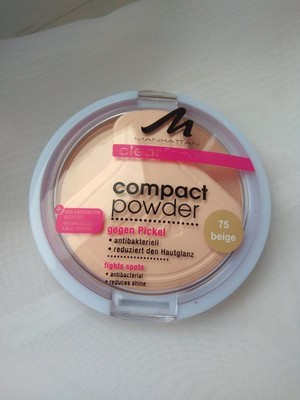 M
MANHATTAN
clearface
compact
powder
gegen Pickel
• antibakteriell
• reduziert den Hautglanz
75
beige
fights spots
• antibacterial
• reduces shine